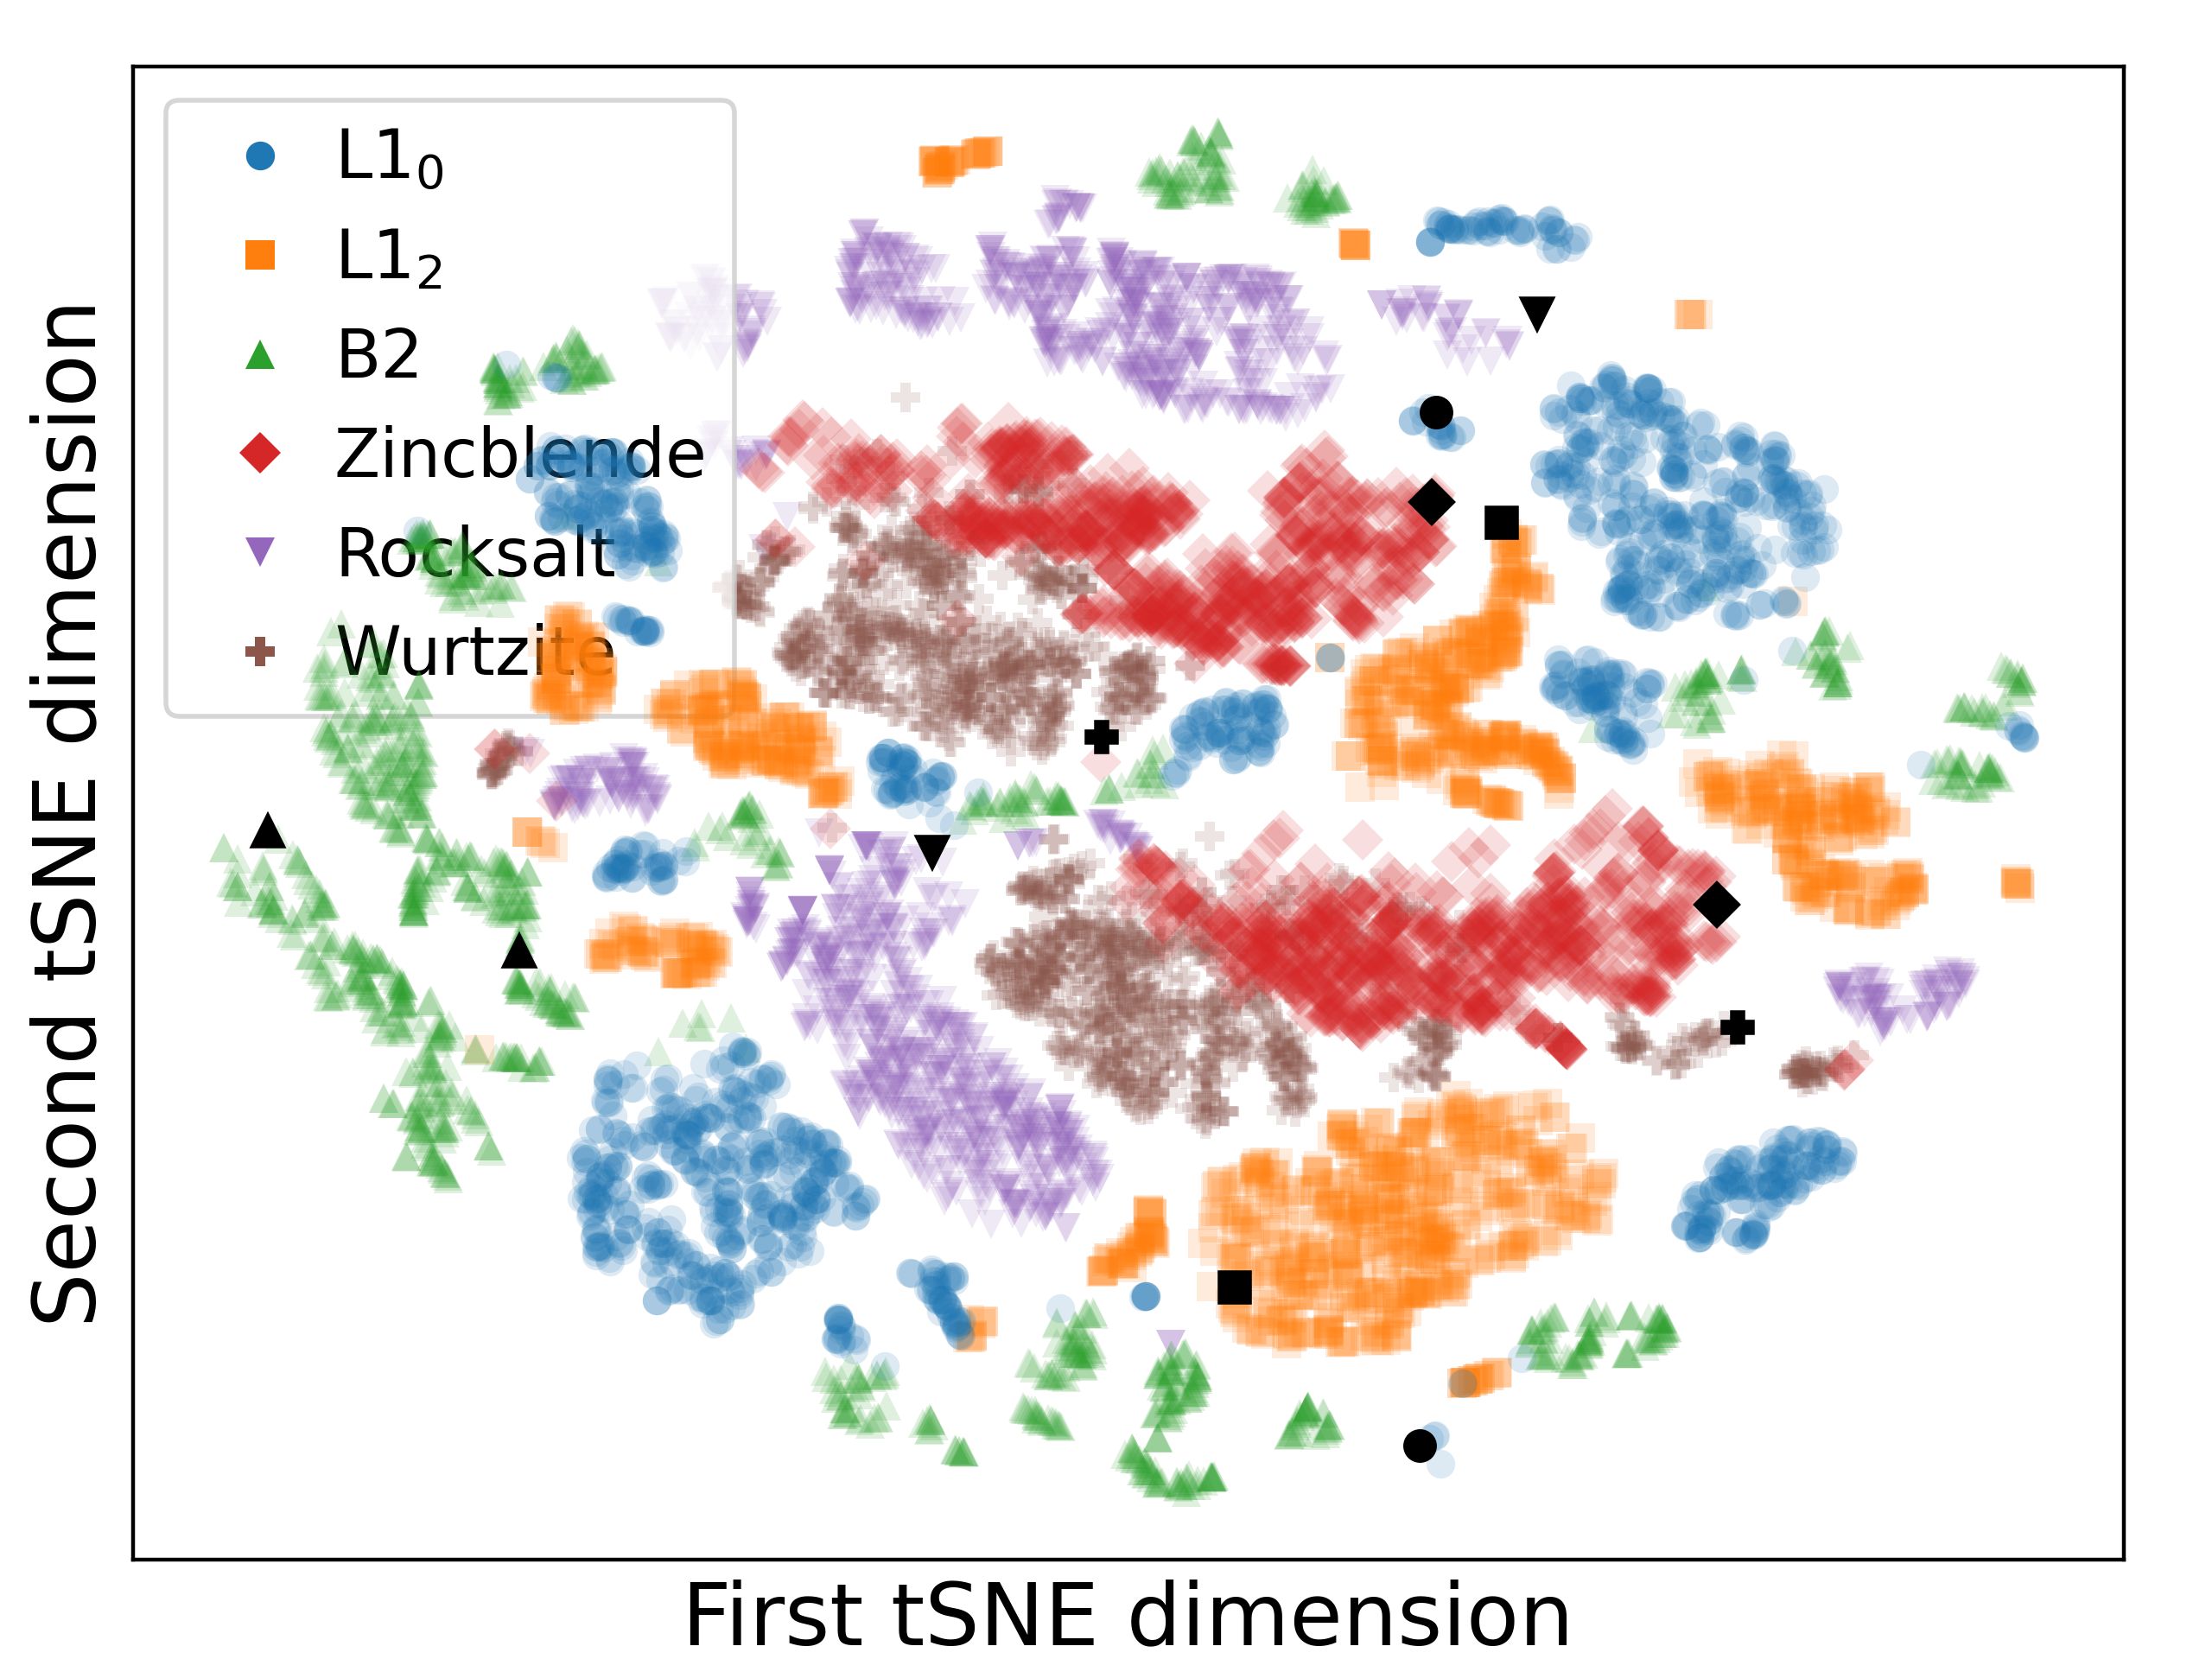 L1₀
L1₂
B2
Zincblende
Rocksalt
Wurtzite
Second tSNE dimension
First tSNE dimension